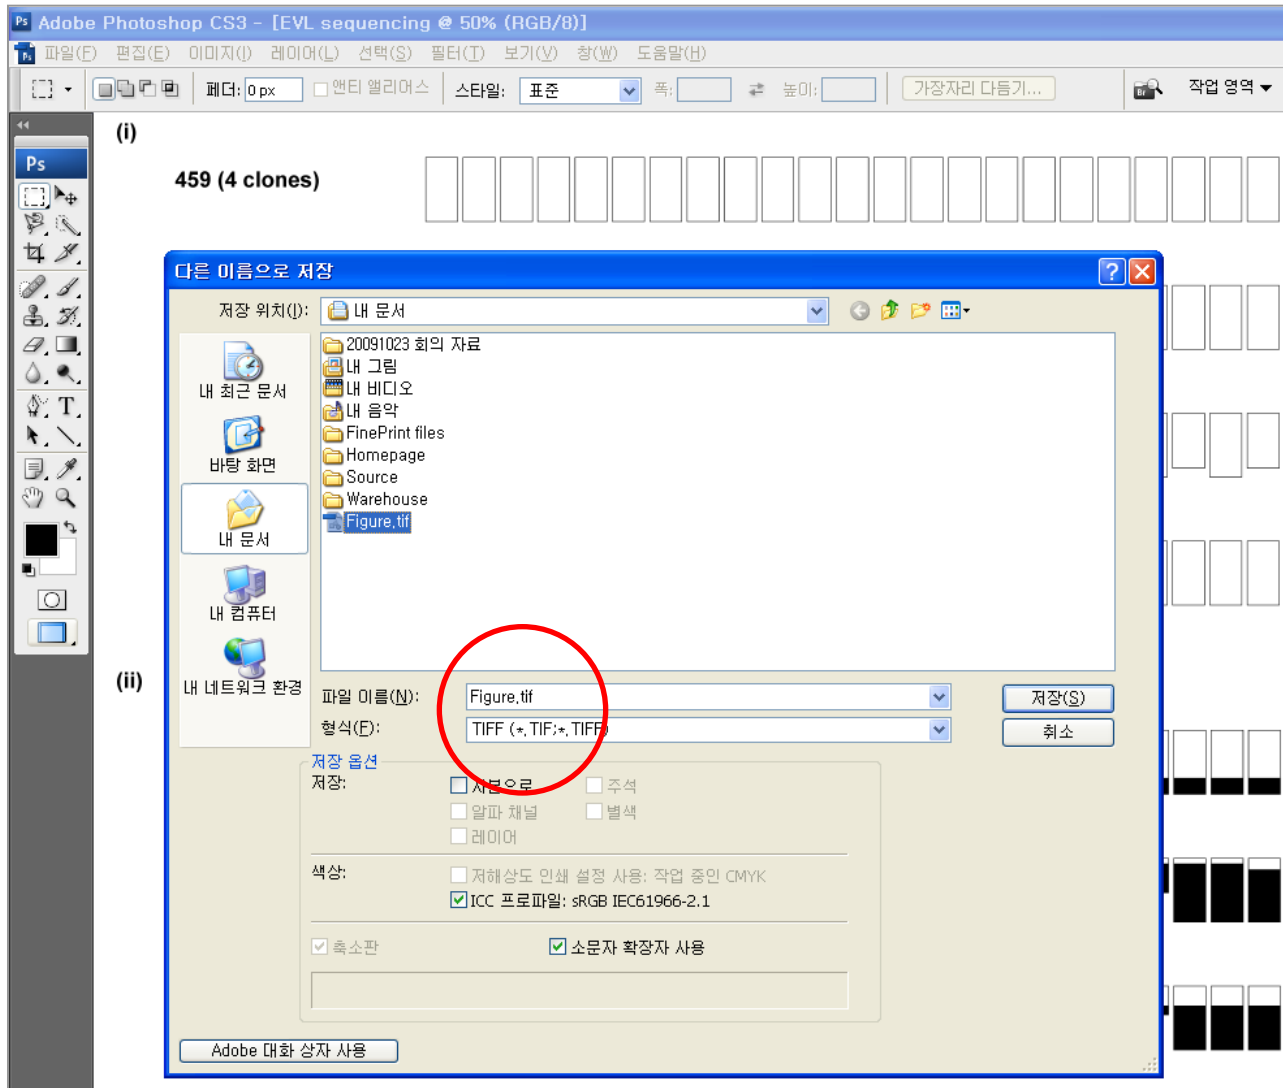 Ps Adobe Photoshop CS3 - [EVL sequencing @ 50% (RGB/8)]
파일(F) 편집(E) 이미지(I) 레이어(L) 선택(S) 필터(T) 보기(V) 창(W) 도움말(H)
페더: 0 px 앤티 앨리어스 스타일: 표준 폭: 높이: 가장자리 다듬기... Br 작업 영역
(i)
Ps
459 (4 clones)
다른 이름으로 저장
저장 위치(I): 내 문서
20091023 회의 자료
내 그림
내 비디오
내 음악
FinePrint files
Homepage
Source
Warehouse
Figure.tif
내 최근 문서
바탕 화면
내 문서
내 컴퓨터
내 네트워크 환경
(ii)
파일 이름(N): Figure.tif 저장(S)
형식(F): TIFF (*.TIF;*.TIFF) 취소
저장 옵션
저장: 사본으로 주석
알파 채널 별색
레이어
색상: 저해상도 인쇄 설정 사용: 작업 중인 CMYK
ICC 프로파일: sRGB IEC61966-2.1
축소판 소문자 확장자 사용
Adobe 대화 상자 사용